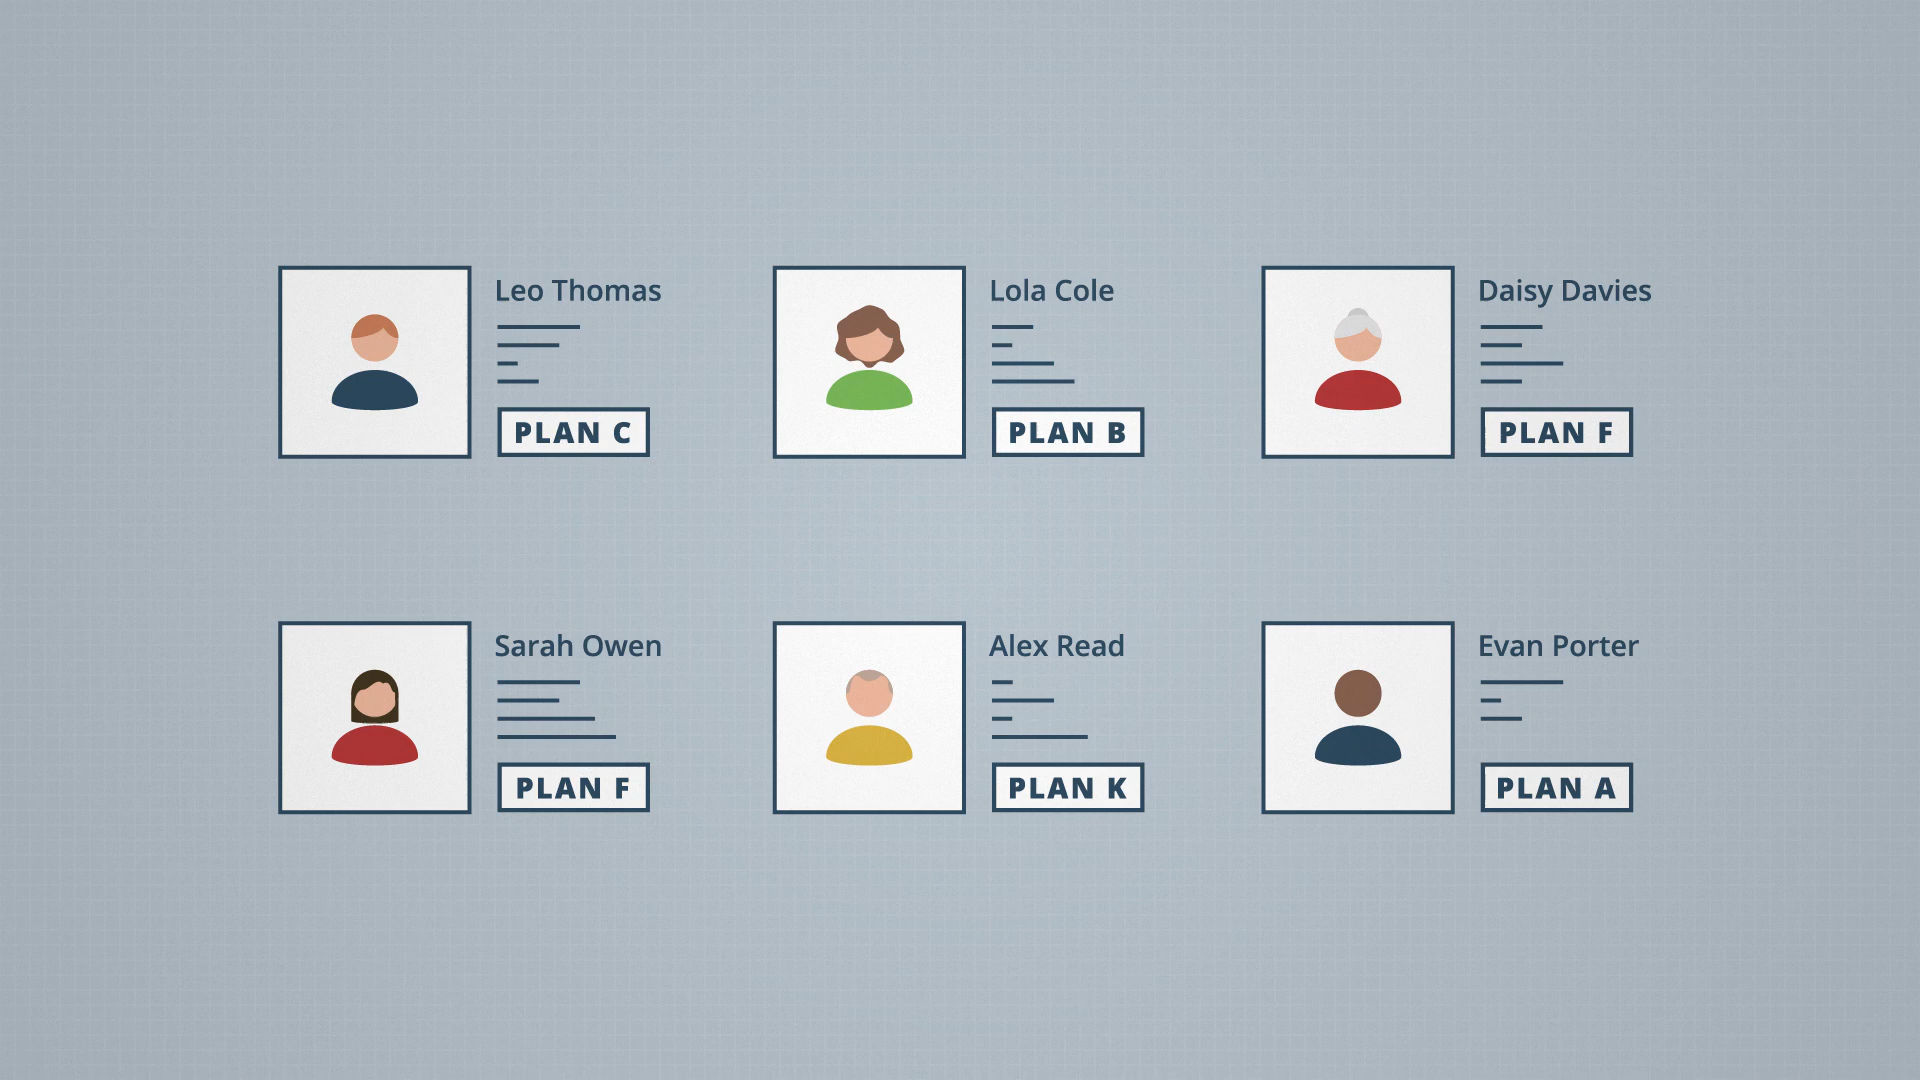 Leo Thomas
PLAN C
Lola Cole
PLAN B
Daisy Davies
PLAN F
Sarah Owen
PLAN F
Alex Read
PLAN K
Evan Porter
PLAN A